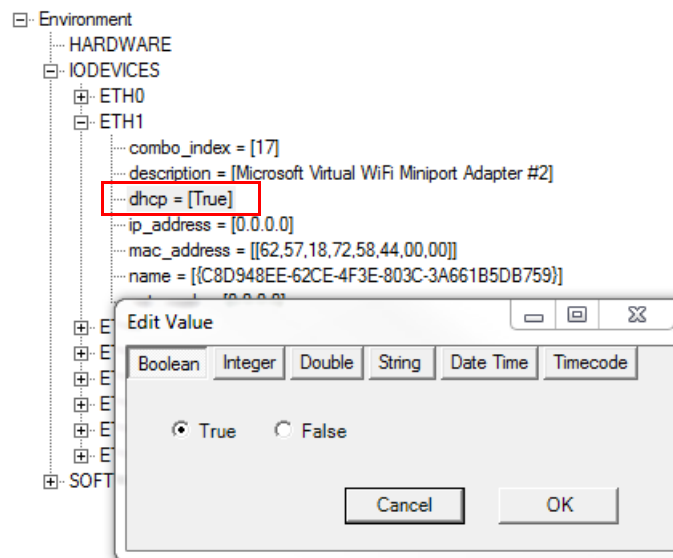 Environment
HARDWARE
IODEVICES
ETH0
ETH1
combo_index = [17]
description = [Microsoft Virtual WiFi Miniport Adapter #2]
dhcp = [True]
ip_address = [0.0.0.0]
mac_address = [[62,57,18,72,58,44,00,00]]
name = [{C8D948EE-62CE-4F3E-803C-3A661B5DB759}]
Edit Value
Boolean Integer Double String Date Time Timecode
True False
Cancel OK
SOFT